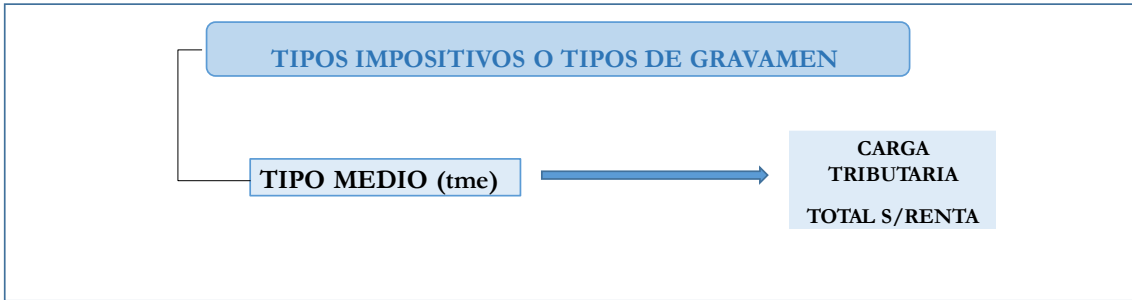 TIPOS IMPOSITIVOS O TIPOS DE GRAVAMEN
TIPO MEDIO (tme)
CARGA
TRIBUTARIA
TOTAL S/RENTA